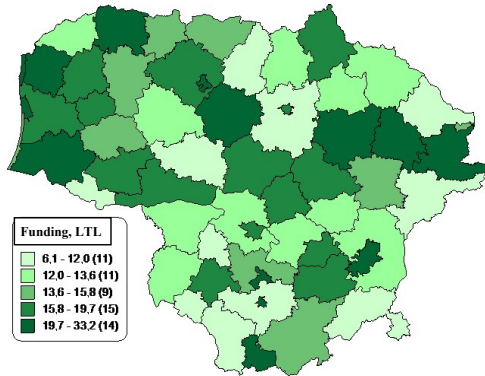 Funding, LTL
6,1 - 12,0 (11)
12,0 - 13,6 (11)
13,6 - 15,8 (9)
15,8 - 19,7 (15)
19,7 - 33,2 (14)